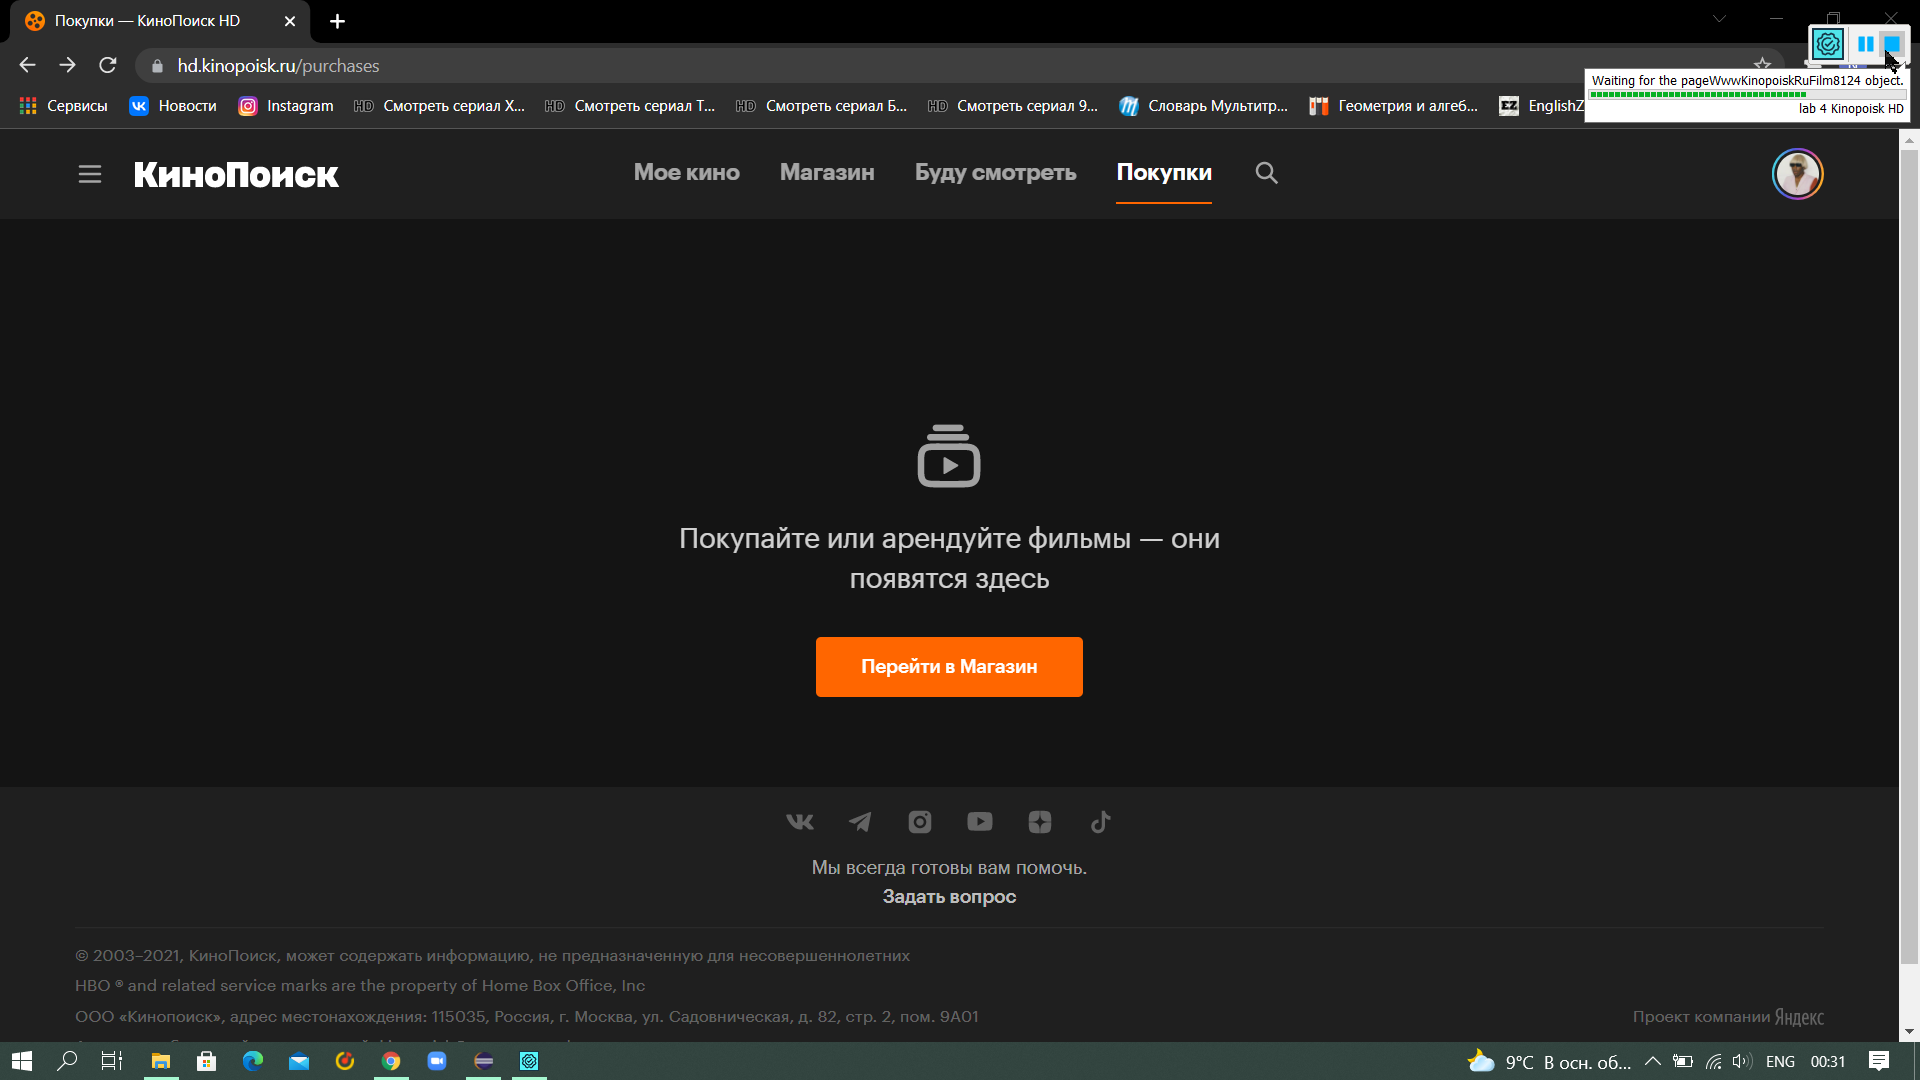 Покупки — КиноПоиск HD
hd.kinopoisk.ru/purchases
Waiting for the pageWwwKinopoiskRuFilm8124 object.
lab 4 Kinopoisk HD
Сервисы
Новости
Instagram
HD Смотреть сериал Х...
HD Смотреть сериал Т...
HD Смотреть сериал Б...
HD Смотреть сериал 9...
Словарь Мультитр...
Геометрия и алгеб...
EZ EnglishZ
КиноПоиск
Мое кино
Магазин
Буду смотреть
Покупки
Покупайте или арендуйте фильмы — они
появятся здесь
Перейти в Магазин
Мы всегда готовы вам помочь.
Задать вопрос
© 2003–2021, КиноПоиск, может содержать информацию, не предназначенную для несовершеннолетних
HBO ® and related service marks are the property of Home Box Office, Inc
ООО «Кинопоиск», адрес местонахождения: 115035, Россия, г. Москва, ул. Садовническая, д. 82, стр. 2, пом. 9А01
Проект компании Яндекс
9°C В осн. об...
ENG
00:31